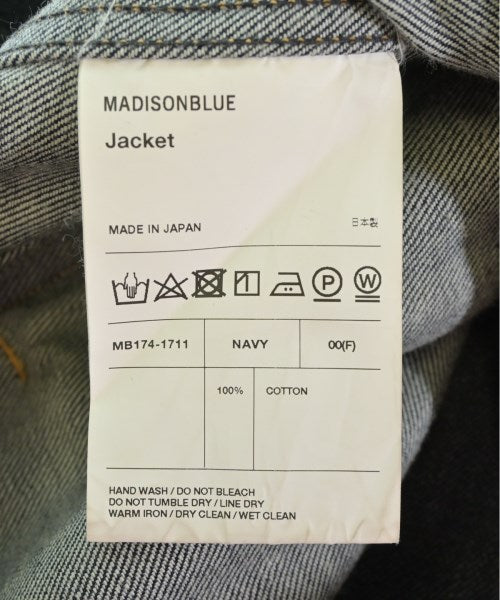 MADISONBLUE
Jacket
MADE IN JAPAN
日本製
P W
MB174-1711 NAVY 00(F)
100% COTTON
HAND WASH / DO NOT BLEACH
DO NOT TUMBLE DRY / LINE DRY
WARM IRON / DRY CLEAN / WET CLEAN